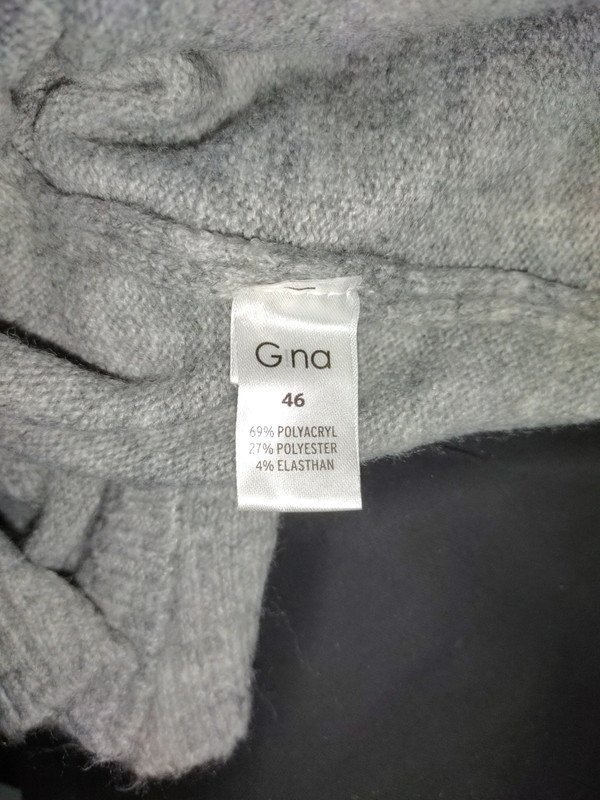 Gina
46
69% POLYACRYL
27% POLYESTER
4% ELASTHAN